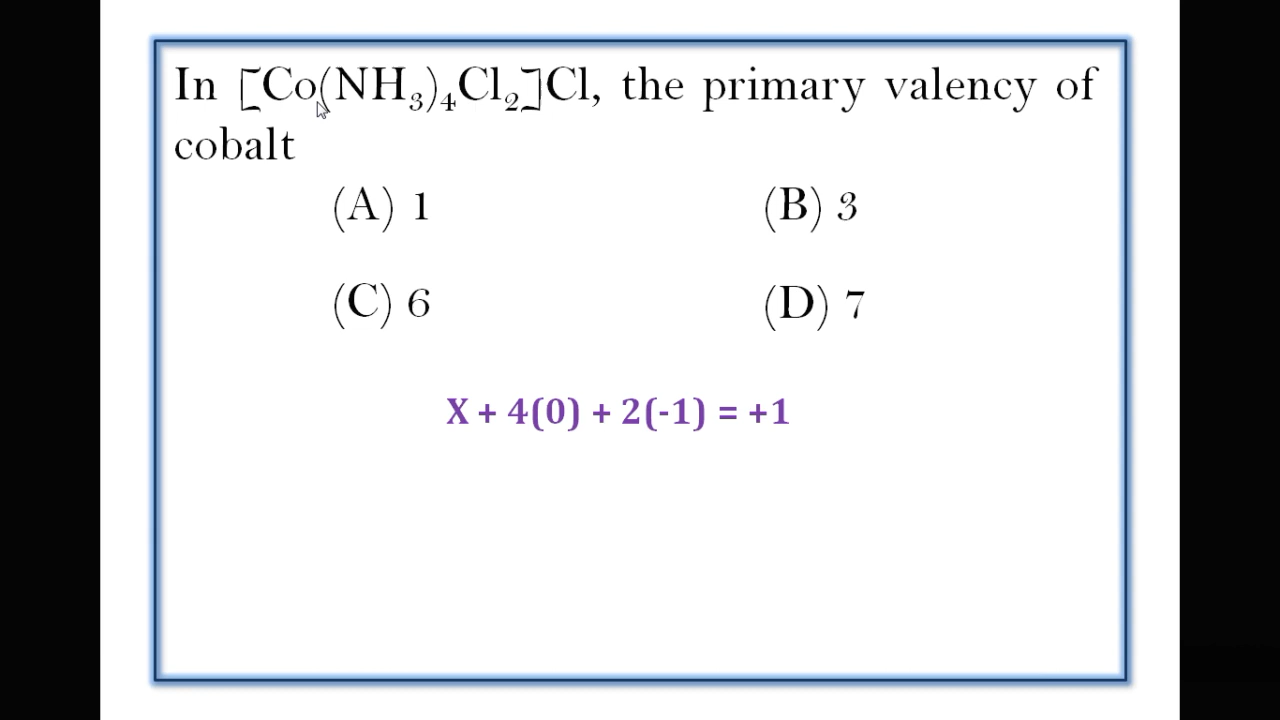 In [Co(NH₃)₄Cl₂]Cl, the primary valency of
cobalt
(A) 1 (B) 3
(C) 6 (D) 7
X + 4(0) + 2(-1) = +1